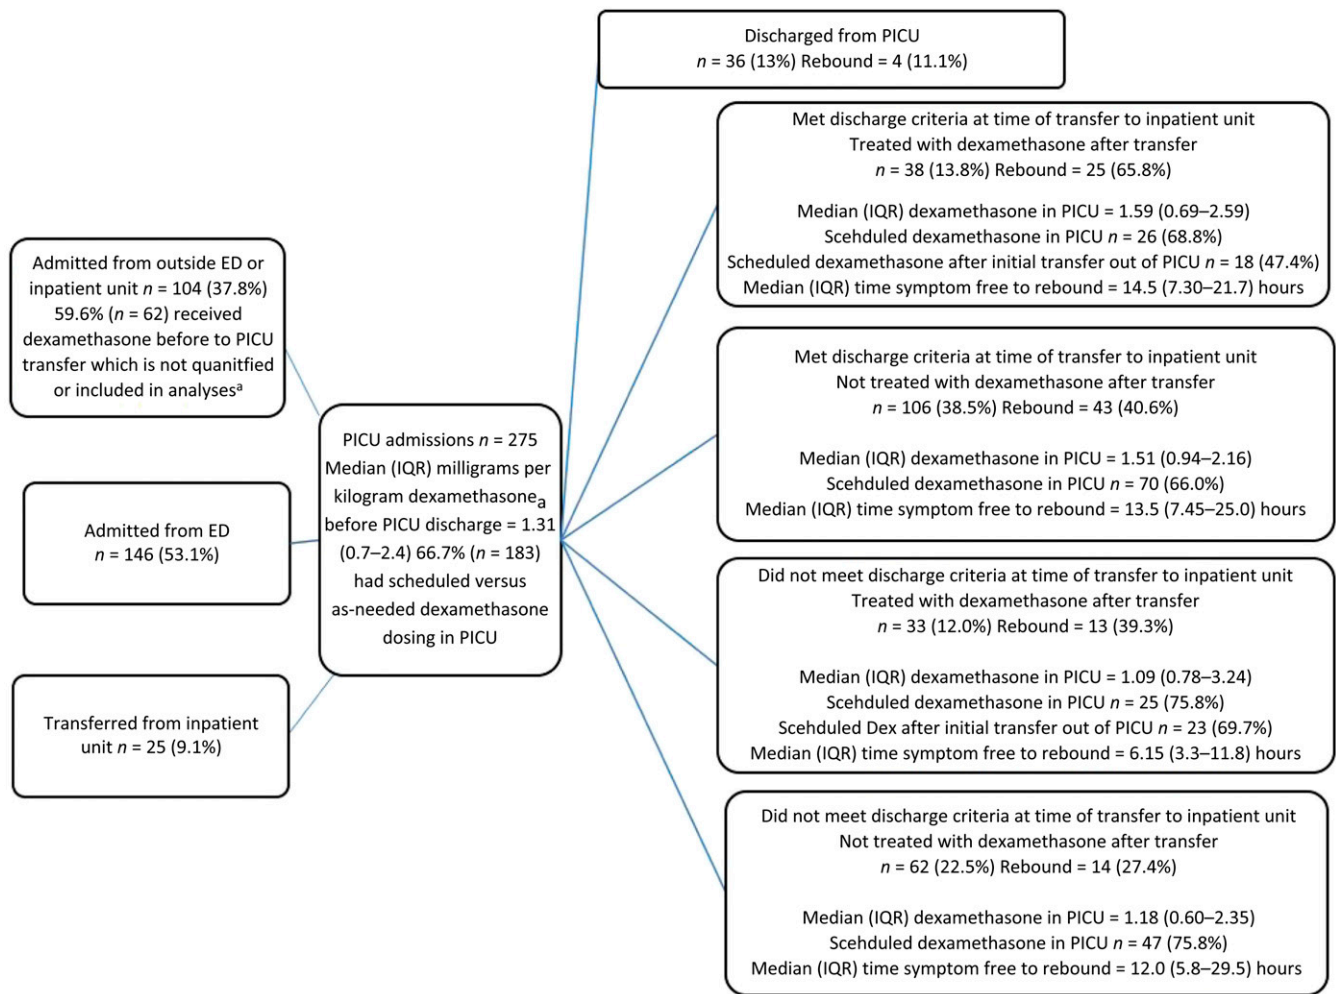 Discharged from PICU
n = 36 (13%) Rebound = 4 (11.1%)
Met discharge criteria at time of transfer to inpatient unit
Treated with dexamethasone after transfer
n = 38 (13.8%) Rebound = 25 (65.8%)
Median (IQR) dexamethasone in PICU = 1.59 (0.69–2.59)
Scehduled dexamethasone in PICU n = 26 (68.8%)
Scheduled dexamethasone after initial transfer out of PICU n = 18 (47.4%)
Median (IQR) time symptom free to rebound = 14.5 (7.30–21.7) hours
Admitted from outside ED or
inpatient unit n = 104 (37.8%)
59.6% (n = 62) received
dexamethasone before to PICU
transfer which is not quanitfied
or included in analysesᵃ
Met discharge criteria at time of transfer to inpatient unit
Not treated with dexamethasone after transfer
n = 106 (38.5%) Rebound = 43 (40.6%)
Median (IQR) dexamethasone in PICU = 1.51 (0.94–2.16)
Scehduled dexamethasone in PICU n = 70 (66.0%)
Median (IQR) time symptom free to rebound = 13.5 (7.45–25.0) hours
PICU admissions n = 275
Median (IQR) milligrams per
kilogram dexamethasoneₐ
before PICU discharge = 1.31
(0.7–2.4) 66.7% (n = 183)
had scheduled versus
as-needed dexamethasone
dosing in PICU
Admitted from ED
n = 146 (53.1%)
Did not meet discharge criteria at time of transfer to inpatient unit
Treated with dexamethasone after transfer
n = 33 (12.0%) Rebound = 13 (39.3%)
Median (IQR) dexamethasone in PICU = 1.09 (0.78–3.24)
Scehduled dexamethasone in PICU n = 25 (75.8%)
Scehduled Dex after initial transfer out of PICU n = 23 (69.7%)
Median (IQR) time symptom free to rebound = 6.15 (3.3–11.8) hours
Transferred from inpatient
unit n = 25 (9.1%)
Did not meet discharge criteria at time of transfer to inpatient unit
Not treated with dexamethasone after transfer
n = 62 (22.5%) Rebound = 14 (27.4%)
Median (IQR) dexamethasone in PICU = 1.18 (0.60–2.35)
Scehduled dexamethasone in PICU n = 47 (75.8%)
Median (IQR) time symptom free to rebound = 12.0 (5.8–29.5) hours